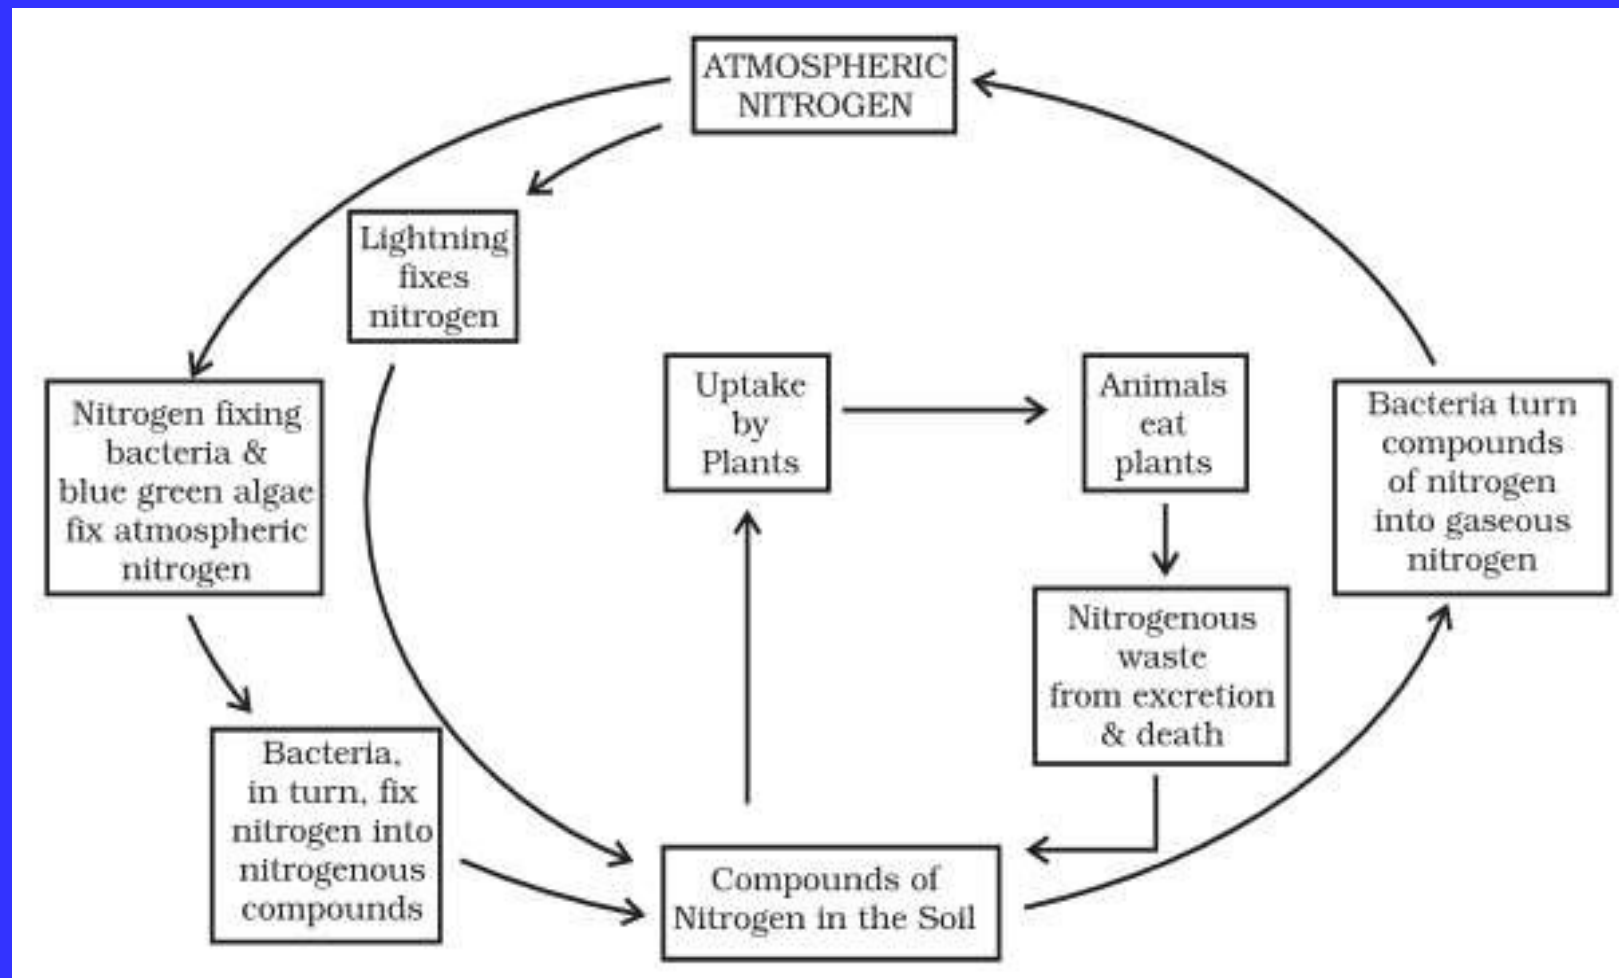 ATMOSPHERIC
NITROGEN
Lightning
fixes
nitrogen
Nitrogen fixing
bacteria &
blue green algae
fix atmospheric
nitrogen
Uptake
by
Plants
Animals
eat
plants
Bacteria turn
compounds
of nitrogen
into gaseous
nitrogen
Nitrogenous
waste
from excretion
& death
Bacteria,
in turn, fix
nitrogen into
nitrogenous
compounds
Compounds of
Nitrogen in the Soil